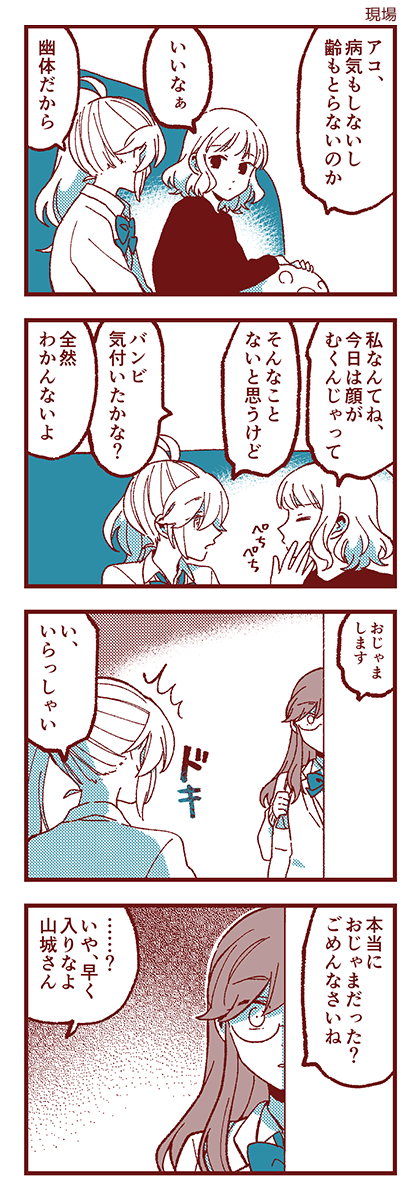 現場
アコ、
病気もしないし
齢もとらないのか
いいなぁ
幽体だから
私なんてね、
今日は顔が
むくんじゃって
そんなこと
ないと思うけど
ぺち
ぺち
バンビ
気付いたかな？
全然
わかんないよ
おじゃま
します
ドキ
い、
いらっしゃい
本当に
おじゃまだった？
ごめんなさいね
……？
いや、早く
入りなよ
山城さん